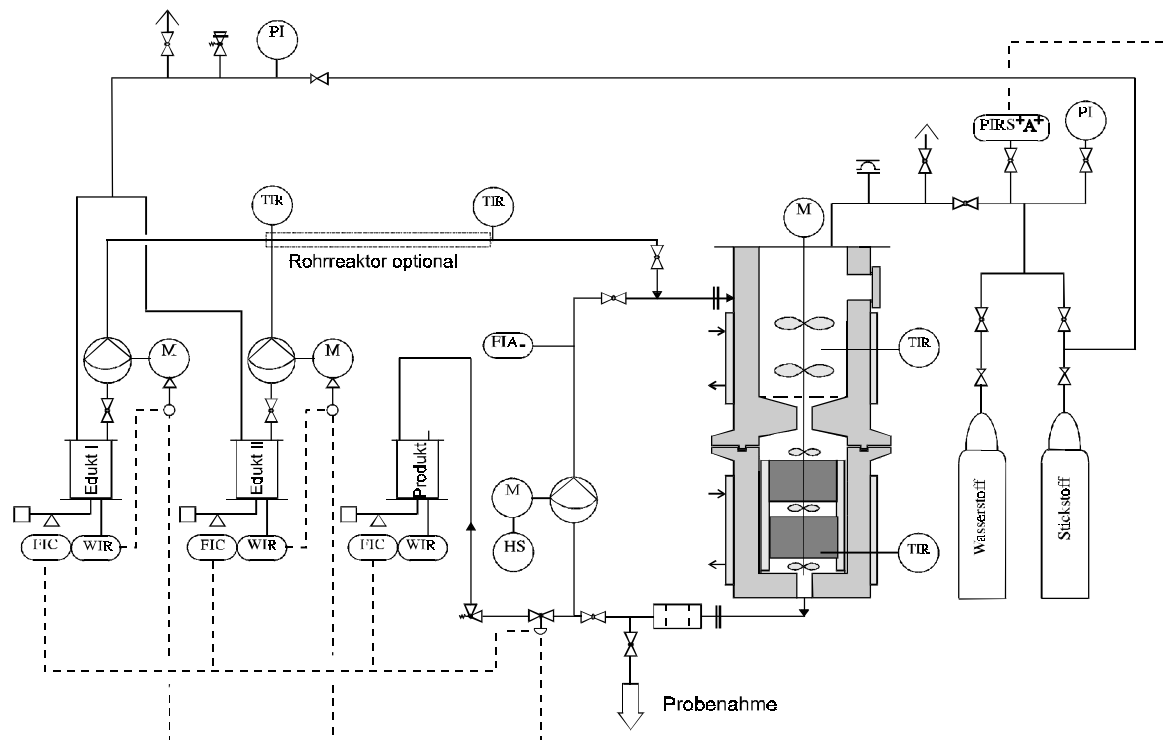 PI
PIRS+A+
PI
TIR
TIR
M
Rohrreaktor optional
M
M
FIA-
TIR
Edukt I
Edukt II
Produkt
M
HS
TIR
Wasserstoff
Stickstoff
FIC
WIR
FIC
WIR
FIC
WIR
Probenahme